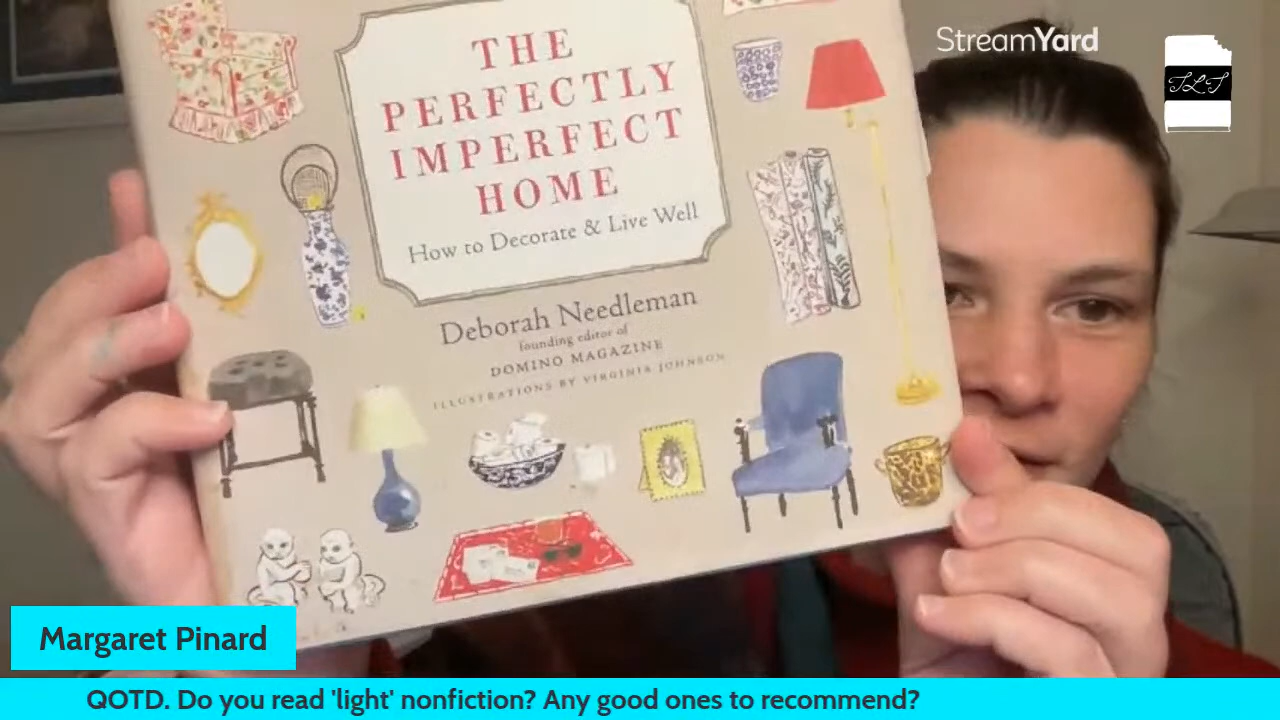 THE
PERFECTLY
IMPERFECT
HOME
How to Decorate & Live Well
Deborah Needleman
founding editor of
DOMINO MAGAZINE
ILLUSTRATIONS BY VIRGINIA JOHNSON
StreamYard
TLT
Margaret Pinard
QOTD. Do you read 'light' nonfiction? Any good ones to recommend?